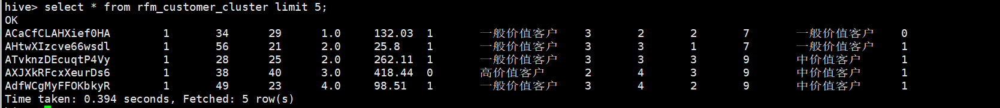 hive> select * from rfm_customer_cluster limit 5;
OK
ACaCfCLAHXief0HA 1 34 29 1.0 132.03 1 一般价值客户 3 2 2 7 一般价值客户 0
AHtwXIzcve66wsdl 1 56 21 2.0 25.8 1 一般价值客户 3 3 1 7 一般价值客户 1
ATvknzDEcuqtP4Vy 1 28 25 2.0 262.11 1 一般价值客户 3 3 3 9 中价值客户 1
AXJXkRFcxXeurDs6 1 38 40 3.0 418.44 0 高价值客户 2 4 3 9 中价值客户 1
AdfWCgMyFFOKbkyR 1 49 23 4.0 98.51 1 一般价值客户 3 4 2 9 中价值客户 1
Time taken: 0.394 seconds, Fetched: 5 row(s)